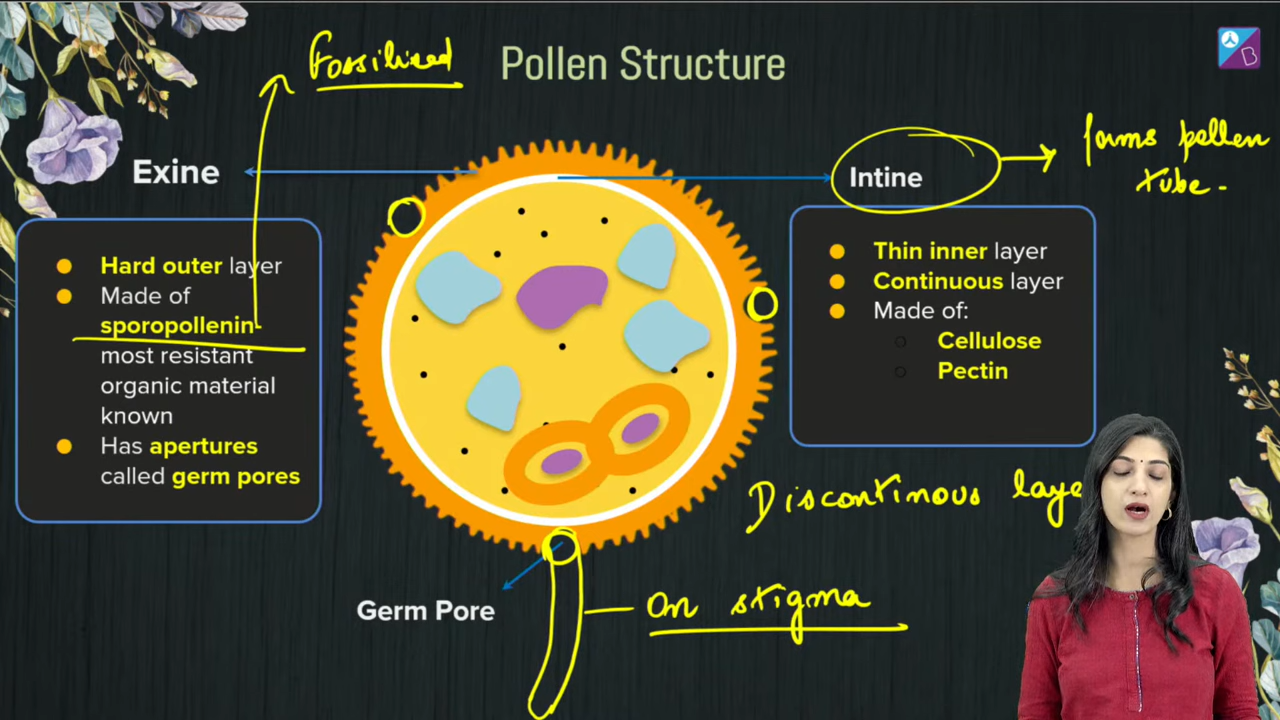 Fossilised
Pollen Structure
Exine
Intine
forms pollen
tube.
Hard outer layer
Made of
sporopollenin
most resistant
organic material
known
Has apertures
called germ pores
Thin inner layer
Continuous layer
Made of:
Cellulose
Pectin
Discontinous laye
Germ Pore
On stigma
B